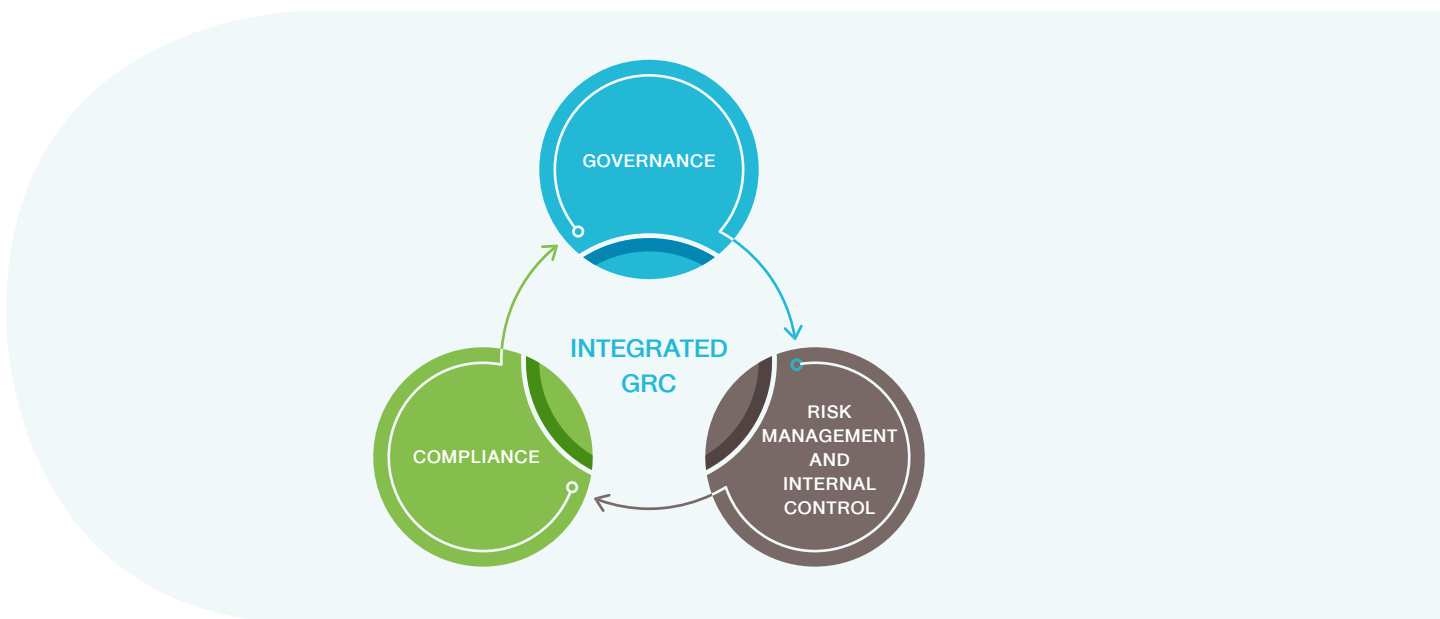 GOVERNANCE
INTEGRATED
GRC
COMPLIANCE
RISK
MANAGEMENT
AND
INTERNAL
CONTROL